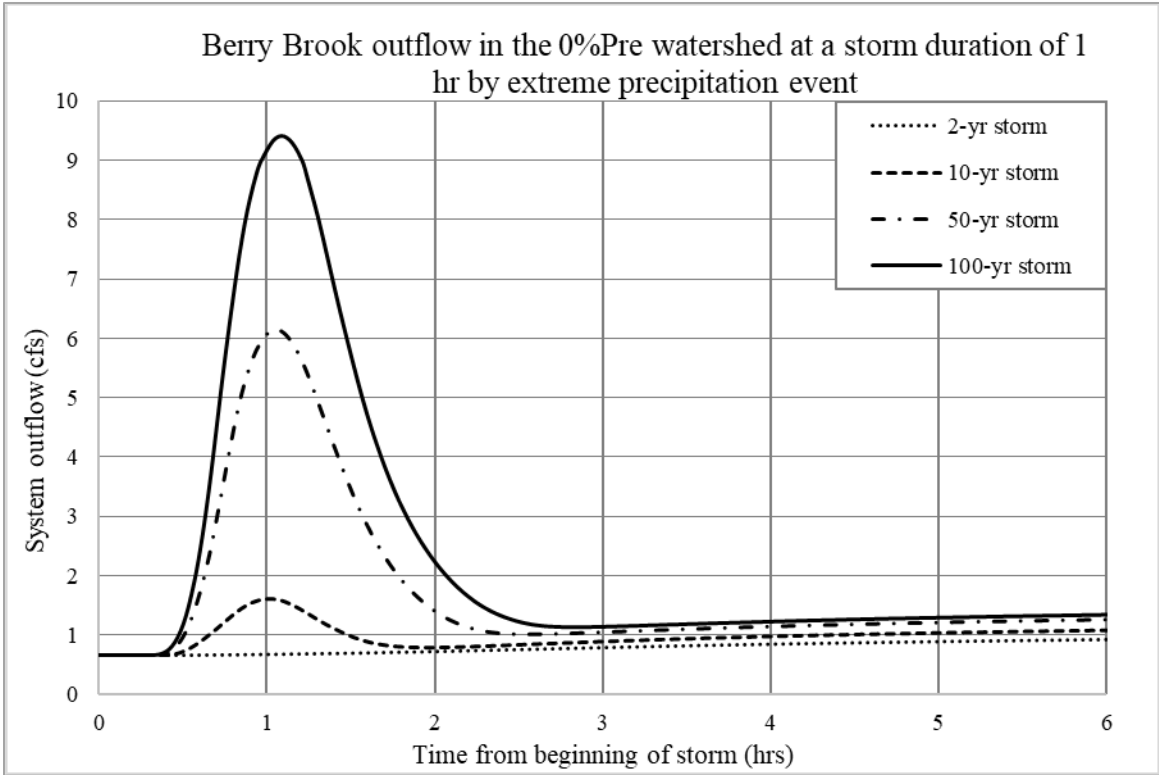 Berry Brook outflow in the 0%Pre watershed at a storm duration of 1
hr by extreme precipitation event
10
9
8
7
6
5
4
3
2
1
0
System outflow (cfs)
2-yr storm
10-yr storm
50-yr storm
100-yr storm
0 1 2 3 4 5 6
Time from beginning of storm (hrs)